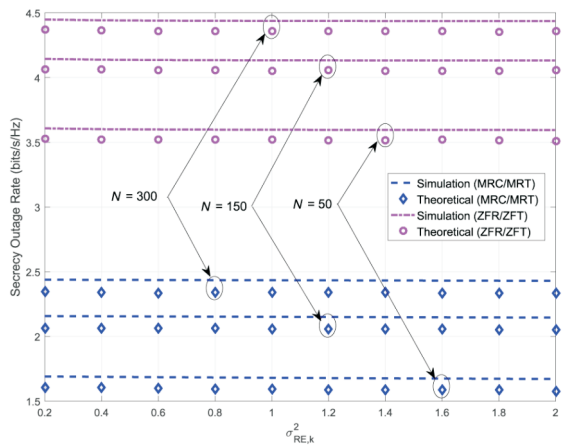 4.5
4
3.5
3
2.5
2
1.5
Secrecy Outage Rate (bits/s/Hz)
N = 300
N = 150
N = 50
Simulation (MRC/MRT)
Theoretical (MRC/MRT)
Simulation (ZFR/ZFT)
Theoretical (ZFR/ZFT)
0.2 0.4 0.6 0.8 1 1.2 1.4 1.6 1.8 2
σ²RE,k